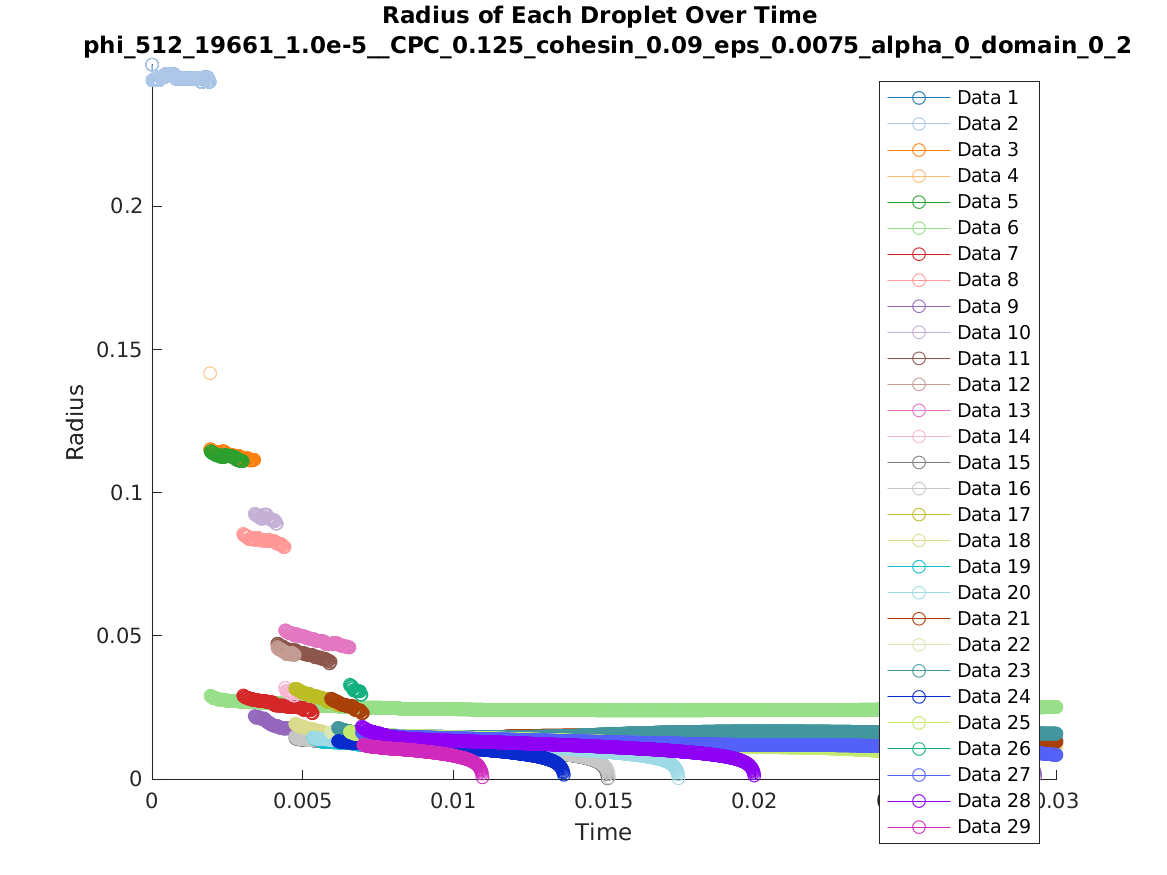 Radius of Each Droplet Over Time
phi_512_19661_1.0e-5__CPC_0.125_cohesin_0.09_eps_0.0075_alpha_0_domain_0_2
Radius
0.2
0.15
0.1
0.05
0
0
0.005
0.01
0.015
0.02
0.03
Time
Data 1
Data 2
Data 3
Data 4
Data 5
Data 6
Data 7
Data 8
Data 9
Data 10
Data 11
Data 12
Data 13
Data 14
Data 15
Data 16
Data 17
Data 18
Data 19
Data 20
Data 21
Data 22
Data 23
Data 24
Data 25
Data 26
Data 27
Data 28
Data 29